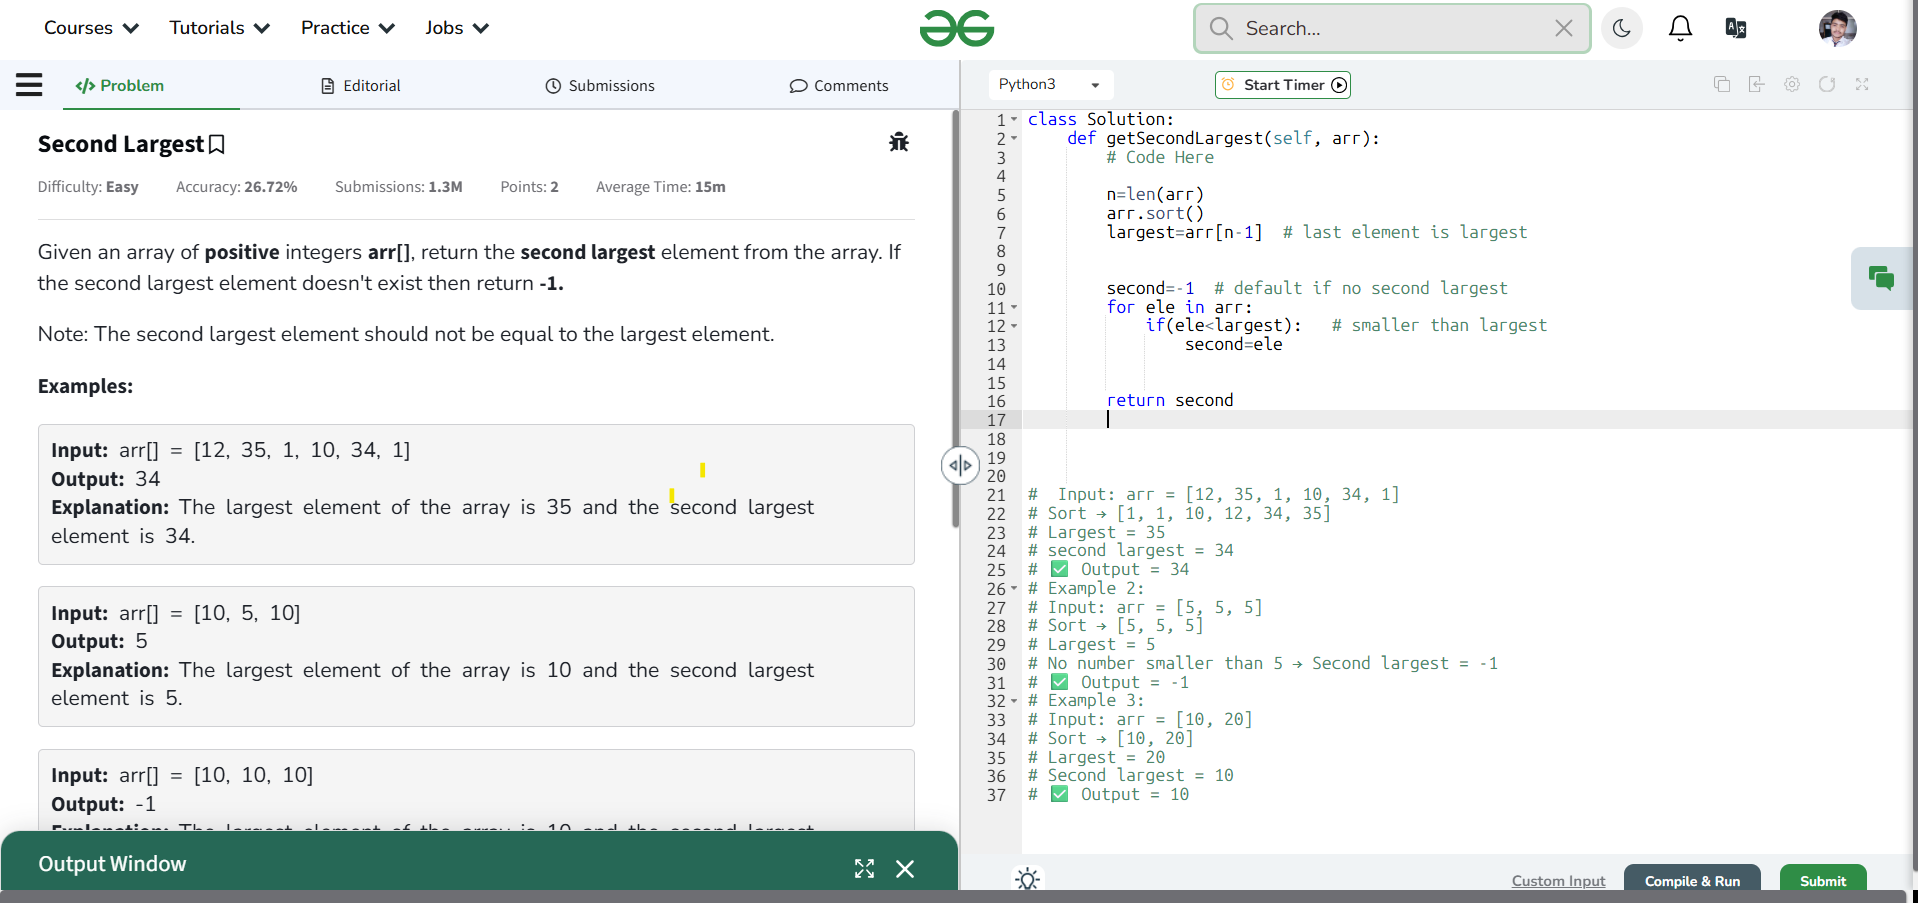 Courses Tutorials Practice Jobs Search...
Problem Editorial Submissions Comments
Python3 Start Timer
Second Largest
Difficulty: Easy Accuracy: 26.72% Submissions: 1.3M Points: 2 Average Time: 15m
Given an array of positive integers arr[], return the second largest element from the array. If
the second largest element doesn't exist then return -1.
Note: The second largest element should not be equal to the largest element.
Examples:
Input: arr[] = [12, 35, 1, 10, 34, 1]
Output: 34
Explanation: The largest element of the array is 35 and the second largest
element is 34.
Input: arr[] = [10, 5, 10]
Output: 5
Explanation: The largest element of the array is 10 and the second largest
element is 5.
Input: arr[] = [10, 10, 10]
Output: -1
Explanation: The largest element of the array is 10 and the second largest
Output Window
1 class Solution:
2 def getSecondLargest(self, arr):
3 # Code Here
4
5 n=len(arr)
6 arr.sort()
7 largest=arr[n-1] # last element is largest
8
9
10 second=-1 # default if no second largest
11 for ele in arr:
12 if(ele<largest): # smaller than largest
13 second=ele
14
15
16 return second
17
18
19
20
21 # Input: arr = [12, 35, 1, 10, 34, 1]
22 # Sort → [1, 1, 10, 12, 34, 35]
23 # Largest = 35
24 # second largest = 34
25 # ✅ Output = 34
26 # Example 2:
27 # Input: arr = [5, 5, 5]
28 # Sort → [5, 5, 5]
29 # Largest = 5
30 # No number smaller than 5 → Second largest = -1
31 # ✅ Output = -1
32 # Example 3:
33 # Input: arr = [10, 20]
34 # Sort → [10, 20]
35 # Largest = 20
36 # Second largest = 10
37 # ✅ Output = 10
Custom Input Compile & Run Submit